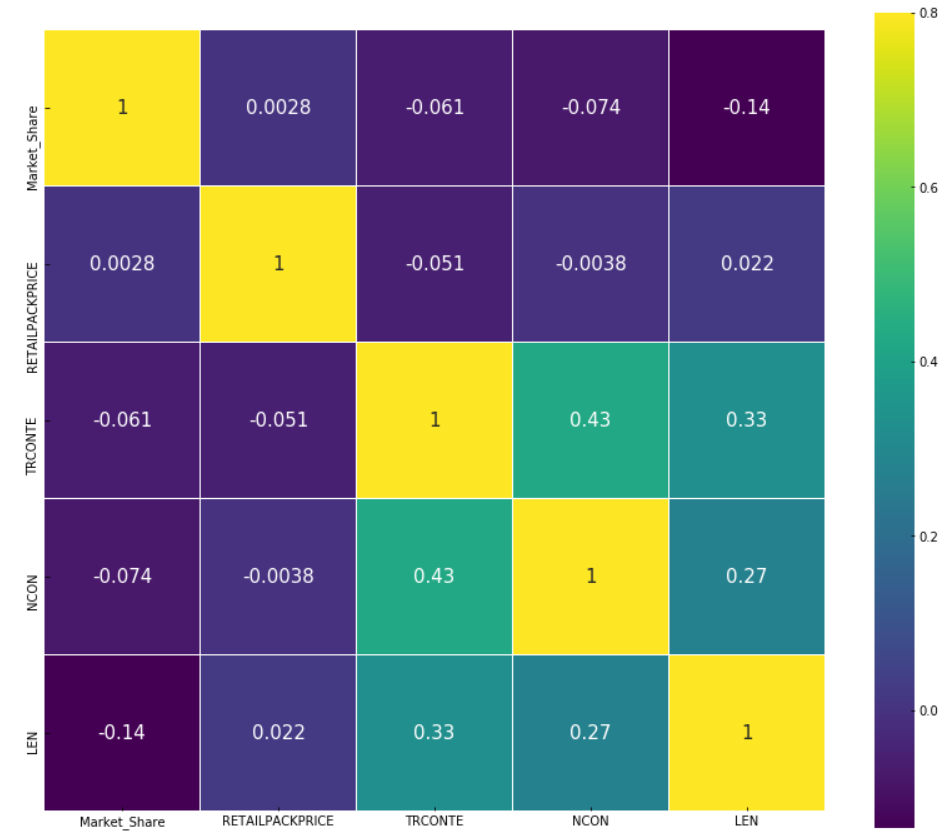 0.8
Market_Share
1 0.0028 -0.061 -0.074 -0.14
0.6
RETAILPACKPRICE
0.0028 1 -0.051 -0.0038 0.022
0.4
TRCONTE
-0.061 -0.051 1 0.43 0.33
0.2
NCON
-0.074 -0.0038 0.43 1 0.27
0.0
LEN
-0.14 0.022 0.33 0.27 1
Market_Share RETAILPACKPRICE TRCONTE NCON LEN